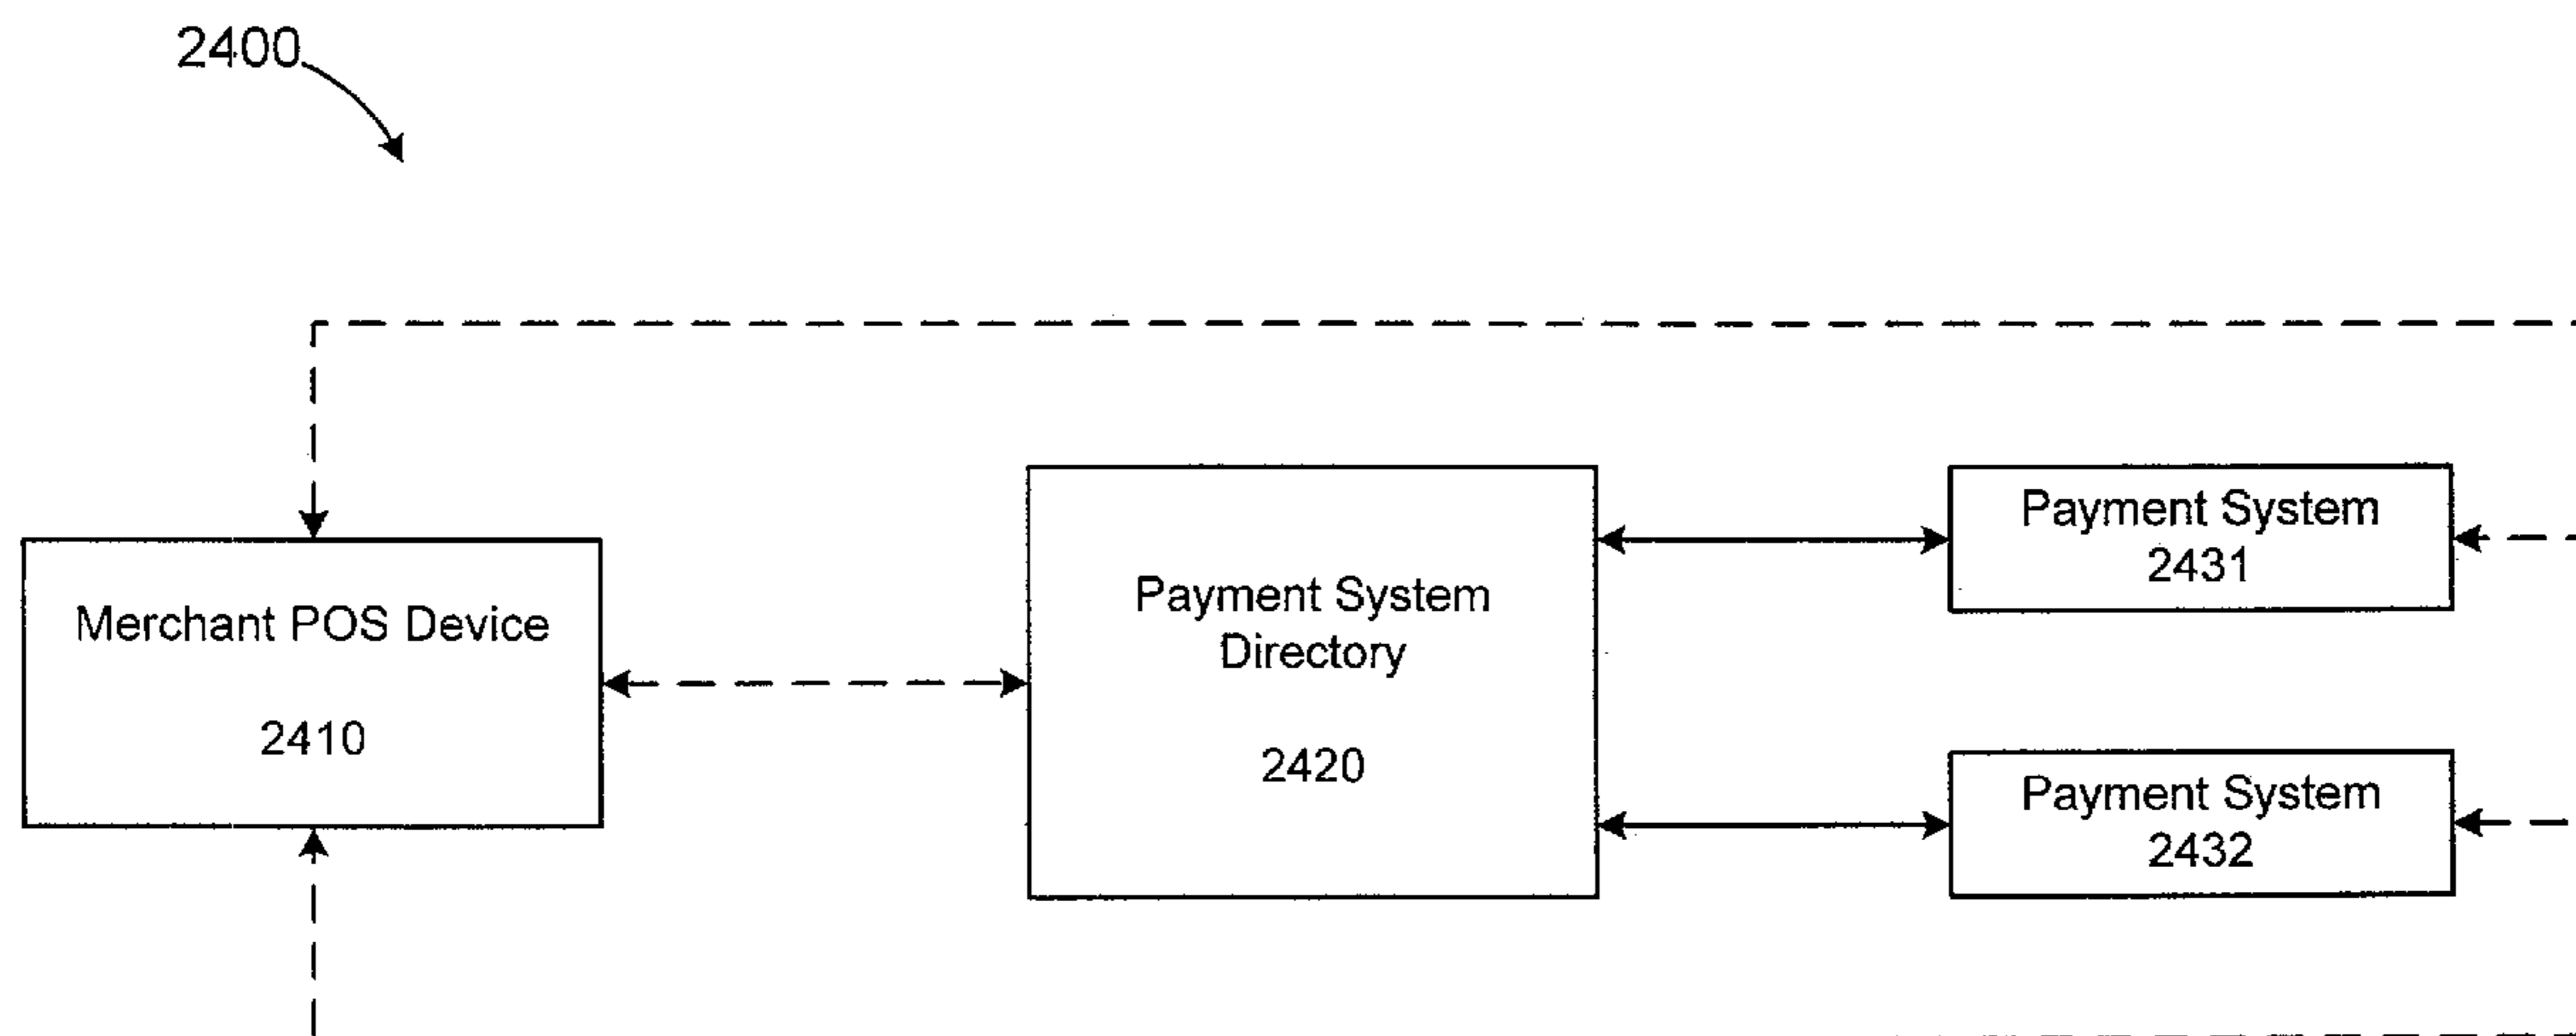 2400
Merchant POS Device
2410
Payment System
Directory
2420
Payment System
2431
Payment System
2432